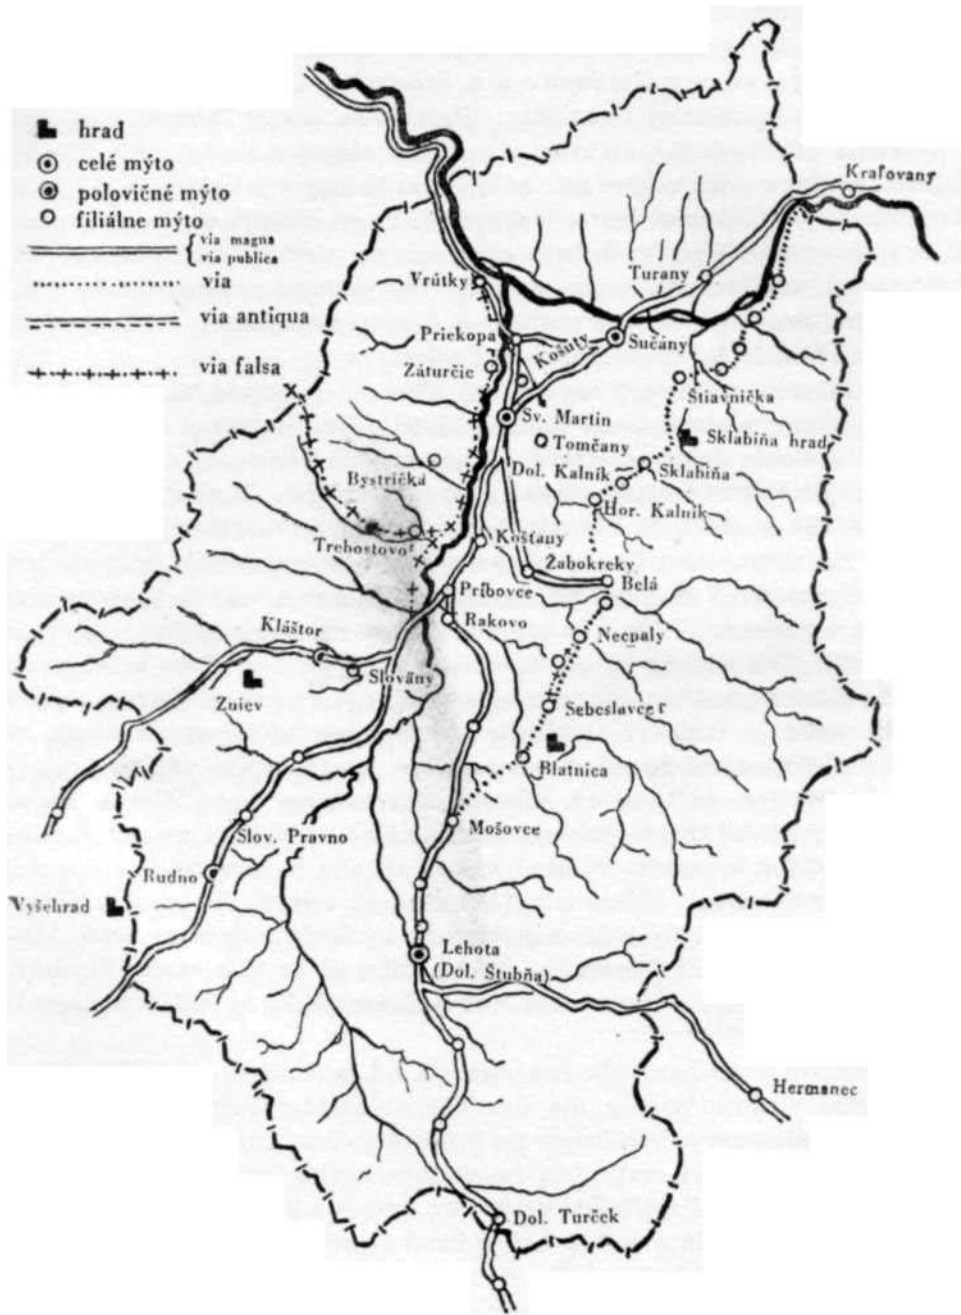 hrad
celé mýto
polovičné mýto
filiálne mýto
via magna
via publica
via
via antiqua
via falsa
Kraľovany
Turany
Vrútky
Priekopa
Košúty
Sučany
Záturčie
Štiavnička
Sv. Martin
Sklabiňa hrad
Tomčany
Bystrička
Dol. Kalník
Sklabiňa
Hor. Kalník
Trebostovo
Košťany
Žabokreky
Belá
Príbovce
Rakovo
Kláštor
Necpaly
Slovany
Zniev
Sebeslavce
Blatnica
Mošovce
Slov. Pravno
Rudno
Vyšehrad
Lehota
(Dol. Štubňa)
Hermanec
Dol. Turček